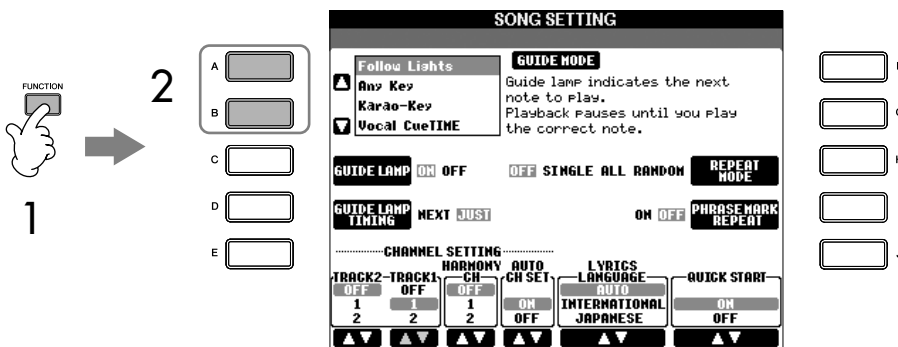 SONG SETTING
FUNCTION
1
2
A
B
C
D
E
Follow Lights
Any Key
Karao-Key
Vocal CueTIME
GUIDE MODE
Guide lamp indicates the next
note to play.
Playback pauses until you play
the correct note.
GUIDE LAMP ON OFF
OFF SINGLE ALL RANDOM REPEAT MODE
GUIDE LAMP TIMING NEXT JUST
ON OFF PHRASE MARK REPEAT
CHANNEL SETTING
TRACK2 TRACK1 HARMONY CH AUTO CH SET LYRICS LANGUAGE QUICK START
OFF OFF OFF AUTO
1 1 1 ON INTERNATIONAL ON
2 2 2 OFF JAPANESE OFF